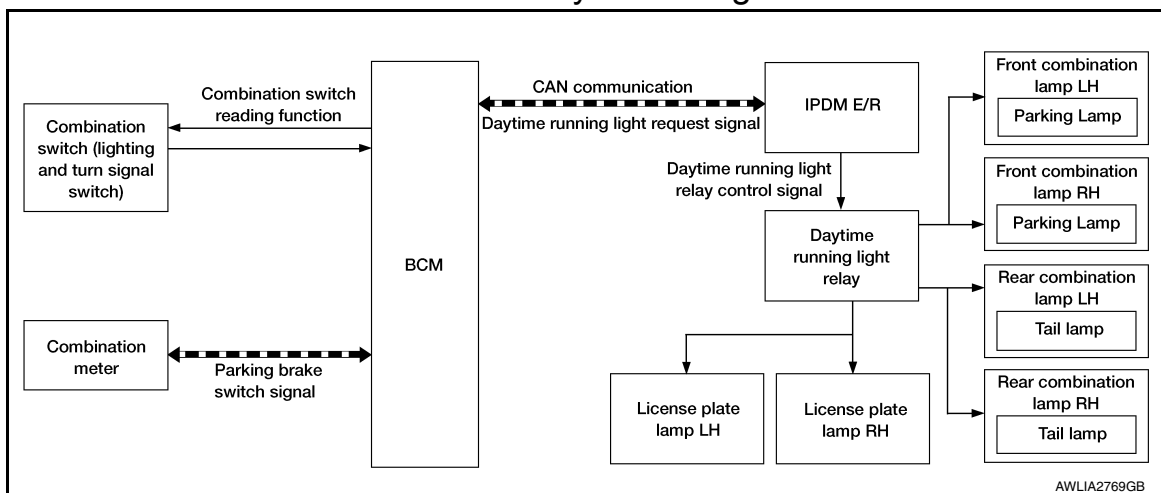 Combination switch
reading function
Combination
switch (lighting
and turn signal
switch)
Combination
meter
Parking brake
switch signal
BCM
CAN communication
Daytime running light request signal
IPDM E/R
Daytime running light
relay control signal
Daytime
running light
relay
License plate
lamp LH
License plate
lamp RH
Front combination
lamp LH
Parking Lamp
Front combination
lamp RH
Parking Lamp
Rear combination
lamp LH
Tail lamp
Rear combination
lamp RH
Tail lamp
AWLIA2769GB